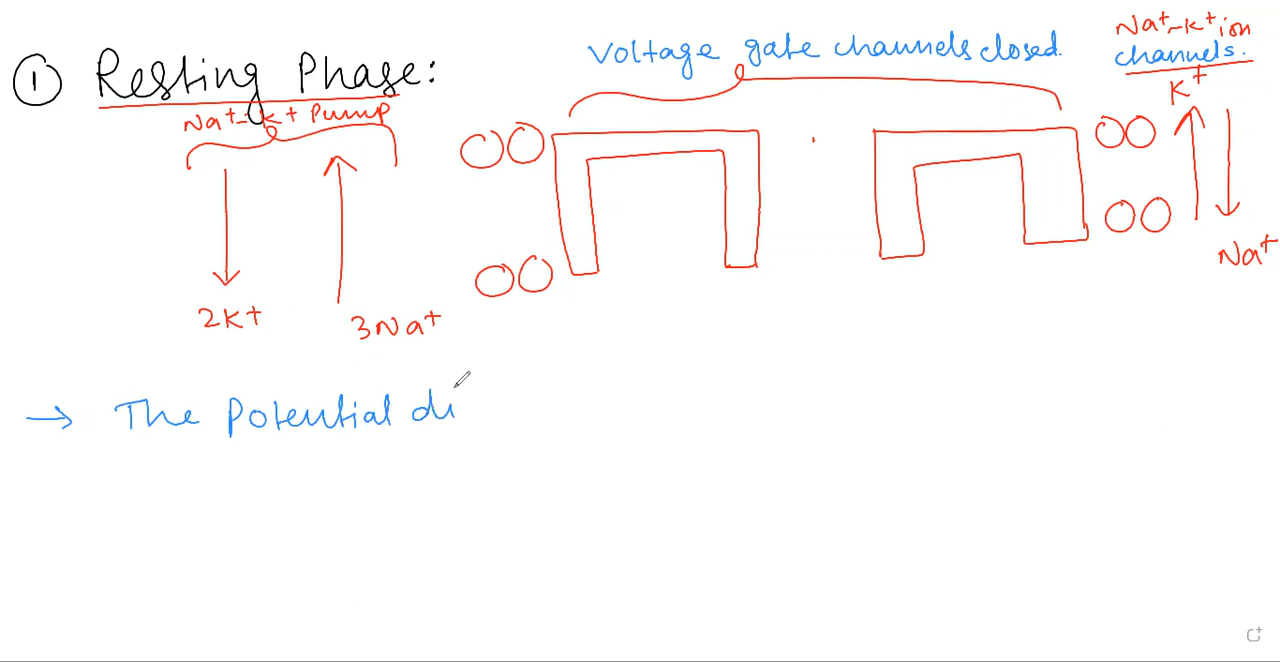 ① Resting Phase:
Na+-K+ Pump
2K+
3Na+
Voltage gate channels closed.
Na+-K+ ion
channels.
K+
Na+
→ The Potential di